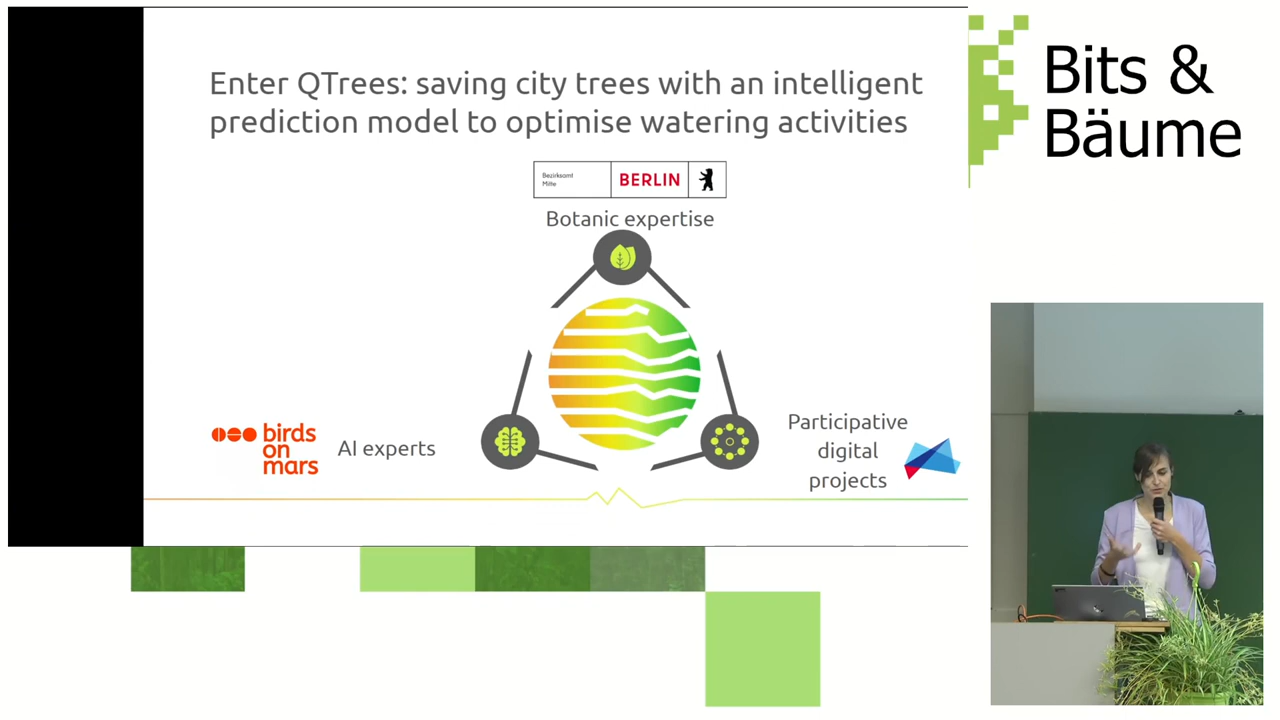 Enter QTrees: saving city trees with an intelligent
prediction model to optimise watering activities
Bezirksamt
Mitte
BERLIN
Botanic expertise
birds
on
mars
AI experts
Participative
digital
projects
Bits &
Bäume